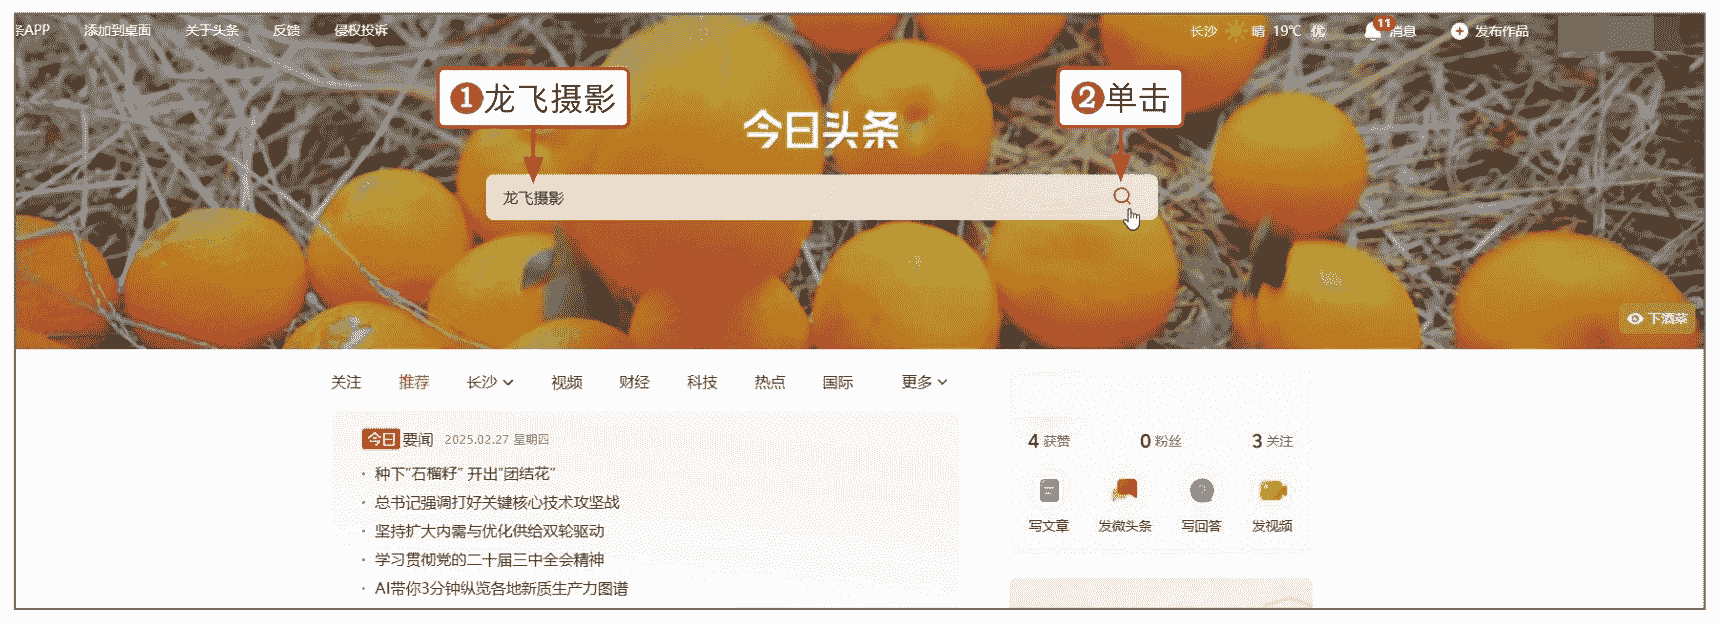 条APP 添加到桌面 关于头条 反馈 侵权投诉 长沙 晴 19℃ 优 11 消息 发布作品
1龙飞摄影
2单击
今日头条
龙飞摄影
下酒菜
关注 推荐 长沙 视频 财经 科技 热点 国际 更多
今日要闻 2025.02.27 星期四
· 种下“石榴籽” 开出“团结花”
· 总书记强调打好关键核心技术攻坚战
· 坚持扩大内需与优化供给双轮驱动
· 学习贯彻党的二十届三中全会精神
· AI带你3分钟纵览各地新质生产力图谱
4 获赞 0 粉丝 3 关注
写文章 发微头条 写回答 发视频